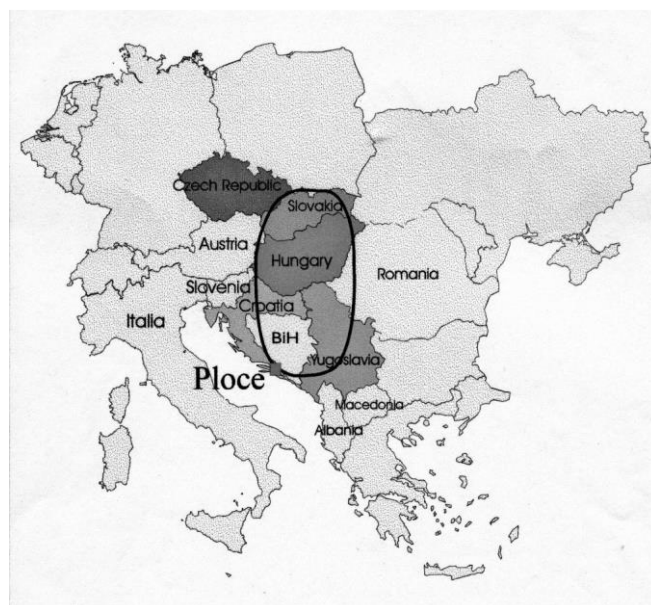 Czech Republic
Slovakia
Austria
Hungary
Romania
Slovenia
Croatia
Italia
BiH
Yugoslavia
Ploce
Macedonia
Albania